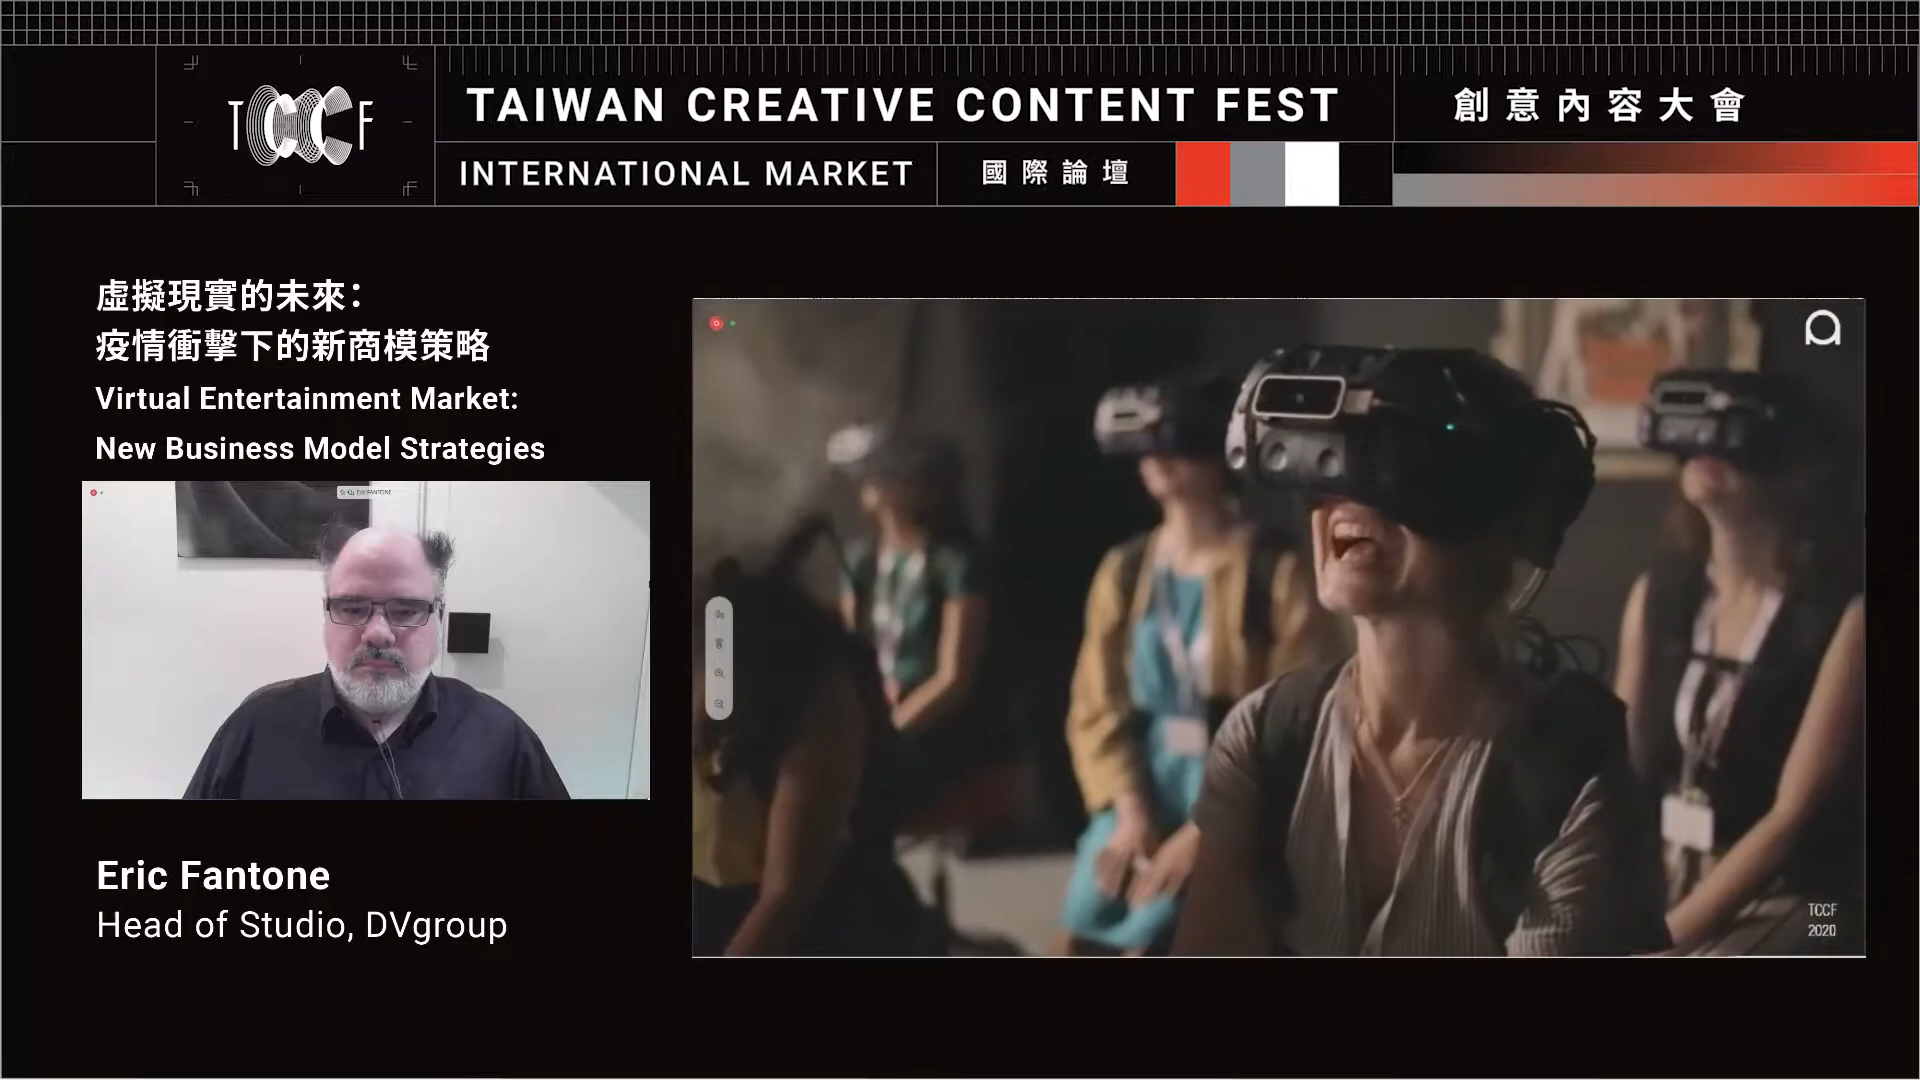 TCCF
TAIWAN CREATIVE CONTENT FEST
創意內容大會
INTERNATIONAL MARKET
國際論壇
虛擬現實的未來：
疫情衝擊下的新商模策略
Virtual Entertainment Market:
New Business Model Strategies
Eric FANTONE
Eric Fantone
Head of Studio, DVgroup
TCCF
2020